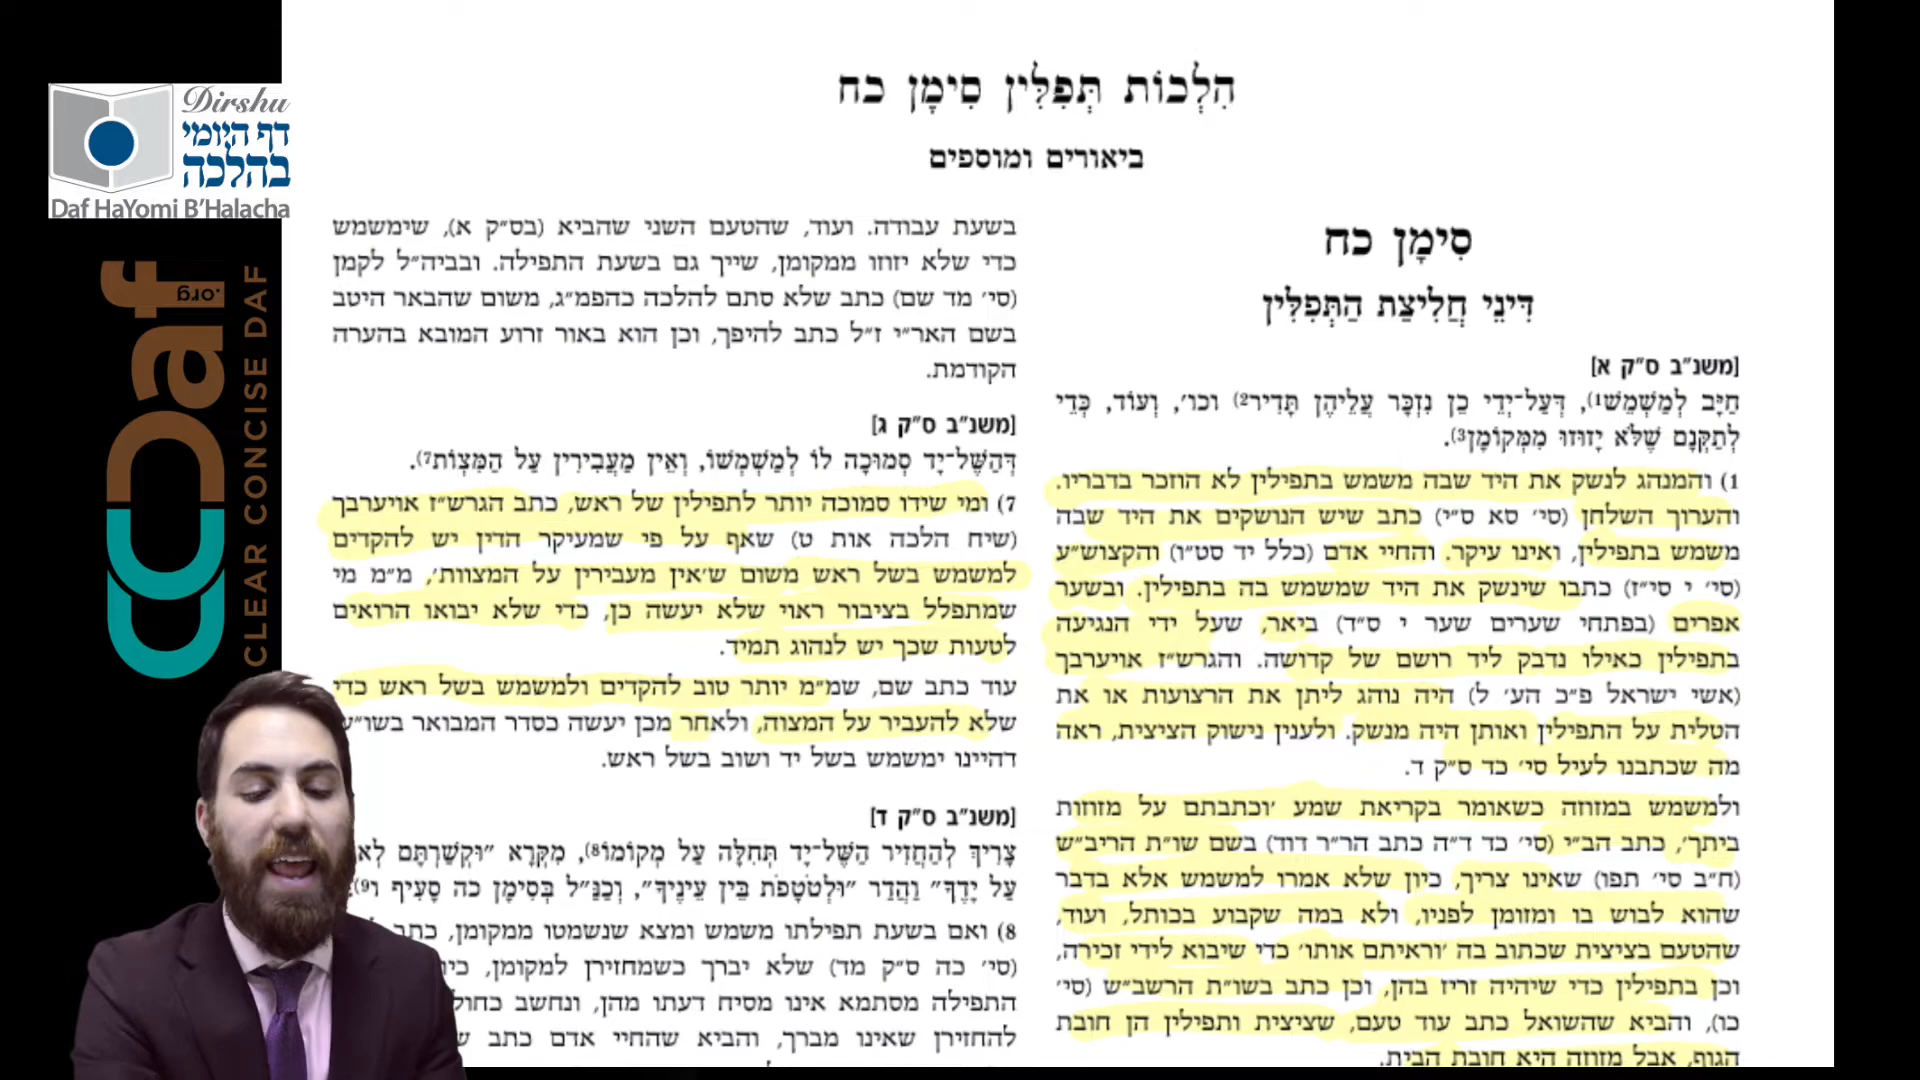 Dirshu
דף היומי
בהלכה
Daf HaYomi B'Halacha
CCDaf
.org
CLEAR CONCISE DAF
הִלְכוֹת תְּפִלִּין סִימָן כח
ביאורים ומוספים
סִימָן כח
דִּינֵי חֲלִיצַת הַתְּפִלִּין
[משנ״ב ס״ק א]
חַיָּב לְמַשְׁמֵשׁ1), דְּעַל־יְדֵי כֵן נִזְכָּר עֲלֵיהֶן תָּדִיר2) וכו׳, וְעוֹד, כְּדֵי
לְתַקְּנָם שֶׁלֹּא יָזוּזוּ מִמְּקוֹמָן3).
1) והמנהג לנשק את היד שבה משמש בתפילין לא הוזכר בדבריו.
והערוך השלחן (סי׳ סא ס״י) כתב שיש הנושקים את היד שבה
משמש בתפילין, ואינו עיקר. והחיי אדם (כלל יד סט״ו) והקצוש״ע
(סי׳ י סי״ז) כתבו שינשק את היד שמשמש בה בתפילין. ובשער
אפרים (בפתחי שערים שער י ס״ד) ביאר, שעל ידי הנגיעה
בתפילין כאילו נדבק ליד רושם של קדושה. והגרש״ז אויערבך
(אשי ישראל פ״כ הע׳ ל) היה נוהג ליתן את הרצועות או את
הטלית על התפילין ואותן היה מנשק. ולענין נישוק הציצית, ראה
מה שכתבנו לעיל סי׳ כד ס״ק ד.
ולמשמש במזוזה כשאומר בקריאת שמע ׳וכתבתם על מזוזות
ביתך׳, כתב הב״י (סי׳ כד ד״ה כתב הר״ר דוד) בשם שו״ת הריב״ש
(ח״ב סי׳ תפו) שאינו צריך, כיון שלא אמרו למשמש אלא בדבר
שהוא לבוש בו ומזומן לפניו, ולא במה שקבוע בכותל, ועוד,
שהטעם בציצית שכתוב בה ׳וראיתם אותו׳ כדי שיבוא לידי זכירה,
וכן בתפילין כדי שיהיה זריז בהן, וכן כתב בשו״ת הרשב״ש (סי׳
כו), והביא שהשואל כתב עוד טעם, שציצית ותפילין הן חובת
הגוף, אבל מזוזה היא חובת הבית.
בשעת עבודה. ועוד, שהטעם השני שהביא (בס״ק א), שימשמש
כדי שלא יזוזו ממקומן, שייך גם בשעת התפילה. ובביה״ל לקמן
(סי׳ מד שם) כתב שלא סתם להלכה כהפמ״ג, משום שהבאר היטב
בשם האר״י ז״ל כתב להיפך, וכן הוא באור זרוע המובא בהערה
הקודמת.
[משנ״ב ס״ק ג]
דְּהַשֶּׁל־יָד סְמוּכָה לוֹ לְמַשְׁמְשׁוֹ, וְאֵין מַעֲבִירִין עַל הַמִּצְוֹת7).
7) ומי שידו סמוכה יותר לתפילין של ראש, כתב הגרש״ז אויערבך
(שיח הלכה אות ט) שאף על פי שמעיקר הדין יש להקדים
למשמש בשל ראש משום ש׳אין מעבירין על המצוות׳, מ״מ מי
שמתפלל בציבור ראוי שלא יעשה כן, כדי שלא יבואו הרואים
לטעות שכך יש לנהוג תמיד.
עוד כתב שם, שמ״מ יותר טוב להקדים ולמשמש בשל ראש כדי
שלא להעביר על המצוה, ולאחר מכן יעשה כסדר המבואר בשו״ע
דהיינו ימשמש בשל יד ושוב בשל ראש.
[משנ״ב ס״ק ד]
צָרִיךְ לְהַחֲזִיר הַשֶּׁל־יָד תְּחִלָּה עַל מְקוֹמוֹ8), מִקְּרָא ״וּקְשַׁרְתָּם לְאוֹ
עַל יָדֶךָ״ וַהֲדַר ״וּלְטֹטָפֹת בֵּין עֵינֶיךָ״, וְכַנַּ״ל בְּסִימָן כה סָעִיף ו9)
8) ואם בשעת תפילתו משמש ומצא שנשמטו ממקומן, כתב
(סי׳ כה ס״ק מד) שלא יברך כשמחזירן למקומן, כיו
התפילה מסתמא אינו מסיח דעתו מהן, ונחשב כחול
להחזירן שאינו מברך, והביא שהחיי אדם כתב ש